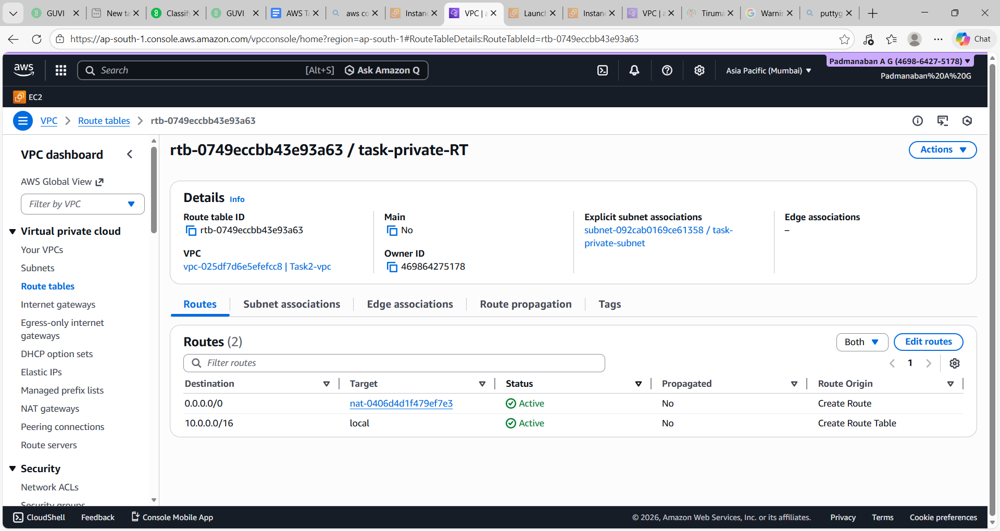 GUVI
New ta
Classify
GUVI
AWS Ta
aws co
Instanc
VPC | a
Launch
Instanc
VPC | a
Tiruma
Warnin
puttyg
https://ap-south-1.console.aws.amazon.com/vpcconsole/home?region=ap-south-1#RouteTableDetails:RouteTableId=rtb-0749eccbb43e93a63
Chat
aws
Search
[Alt+S]
Ask Amazon Q
Asia Pacific (Mumbai)
Padmanaban A G (4698-6427-5178)
Padmanaban%20A%20G
EC2
VPC
Route tables
rtb-0749eccbb43e93a63
VPC dashboard
AWS Global View
Filter by VPC
Virtual private cloud
Your VPCs
Subnets
Route tables
Internet gateways
Egress-only internet
gateways
DHCP option sets
Elastic IPs
Managed prefix lists
NAT gateways
Peering connections
Route servers
Security
Network ACLs
Security groups
rtb-0749eccbb43e93a63 / task-private-RT
Actions
Details Info
Route table ID
rtb-0749eccbb43e93a63
VPC
vpc-025df7d6e5efefcc8 | Task2-vpc
Main
No
Owner ID
469864275178
Explicit subnet associations
subnet-092cab0169ce61358 / task-
private-subnet
Edge associations
–
Routes
Subnet associations
Edge associations
Route propagation
Tags
Routes (2)
Both
Edit routes
Filter routes
1
Destination Target Status Propagated Route Origin
0.0.0.0/0 nat-0406d4d1f479ef7e3 Active No Create Route
10.0.0.0/16 local Active No Create Route Table
CloudShell
Feedback
Console Mobile App
© 2026, Amazon Web Services, Inc. or its affiliates.
Privacy
Terms
Cookie preferences